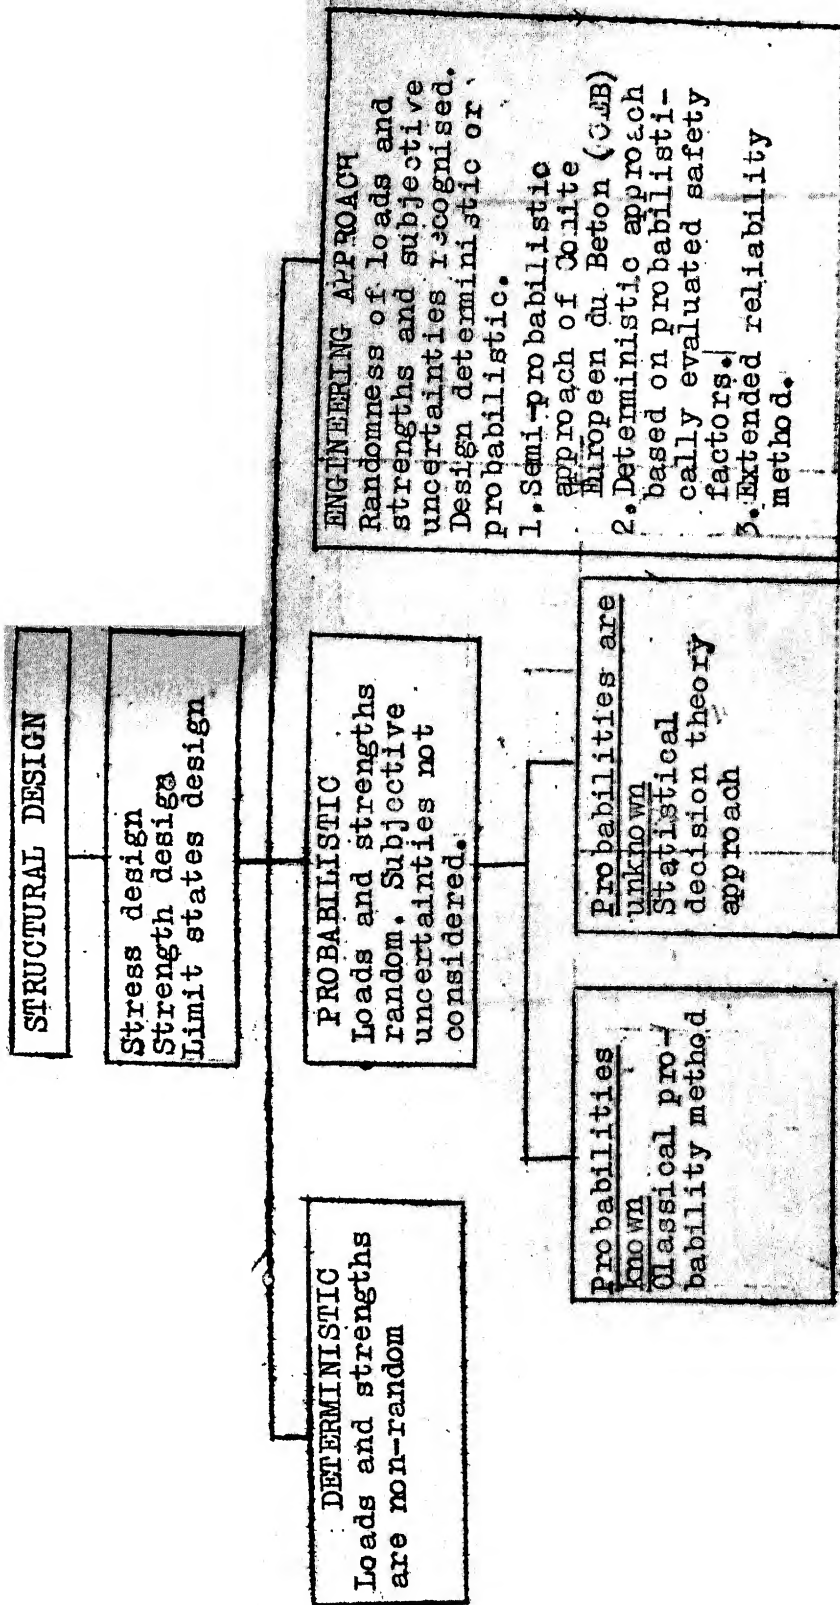 STRUCTURAL DESIGN
Stress design
Strength design
Limit states design
DETERMINISTIC
Loads and strengths
are non-random
PROBABILISTIC
Loads and strengths
random. Subjective
uncertainties not
considered.
ENGINEERING APPROACH
Randomness of loads and
strengths and subjective
uncertainties recognised.
Design deterministic or
probabilistic.
1.Semi-probabilistic
approach of Comite
Europeen du Beton (CEB)
2.Deterministic approach
based on probabilisti-
cally evaluated safety
factors.
3.Extended reliability
method.
Probabilities
known
Classical pro-
bability method
Probabilities are
unknown
Statistical
decision theory
approach